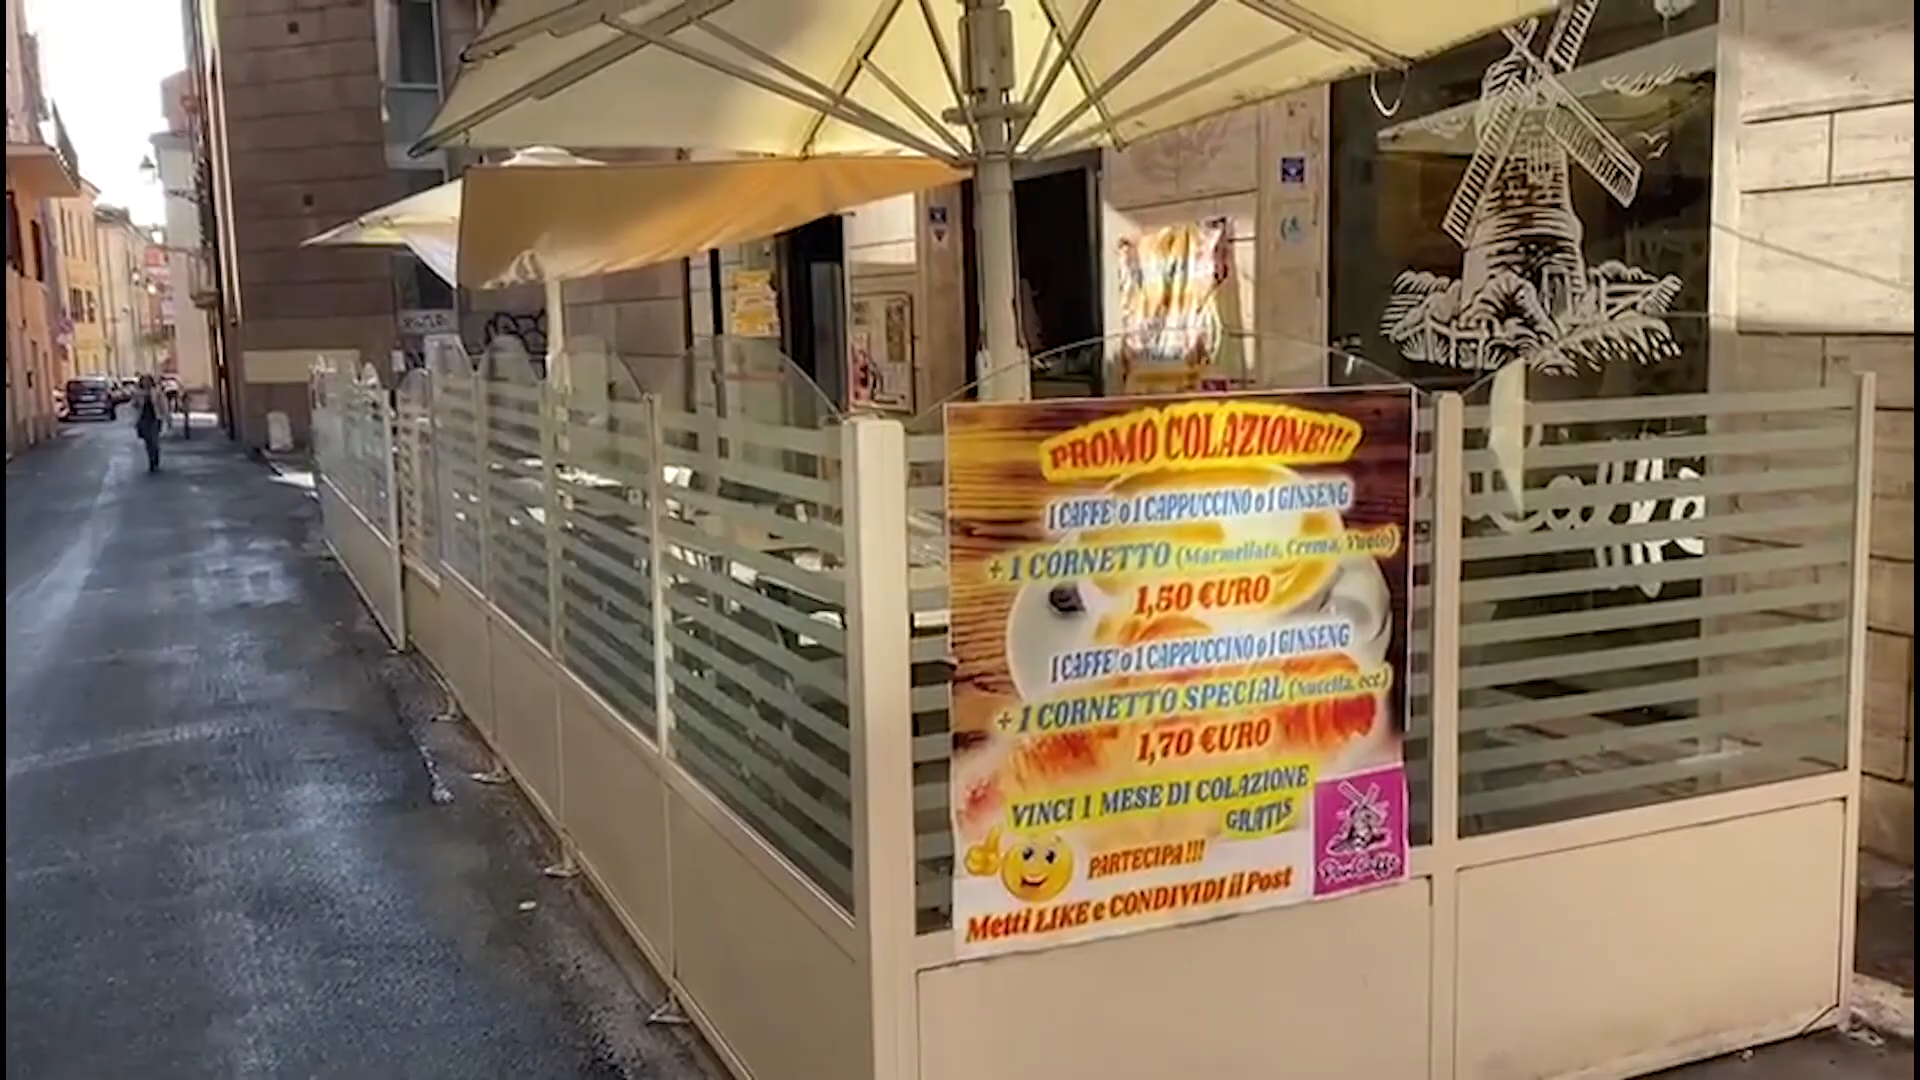 PROMO COLAZIONE!!!
1 CAFFE' o 1 CAPPUCCINO o 1 GINSENG
+ 1 CORNETTO (Marmellata, Crema, Vuoto)
1,50 €URO
1 CAFFE' o 1 CAPPUCCINO o 1 GINSENG
+ 1 CORNETTO SPECIAL (Nutella, ecc.)
1,70 €URO
VINCI 1 MESE DI COLAZIONE
GRATIS
PARTECIPA!!!
Metti LIKE e CONDIVIDI il Post